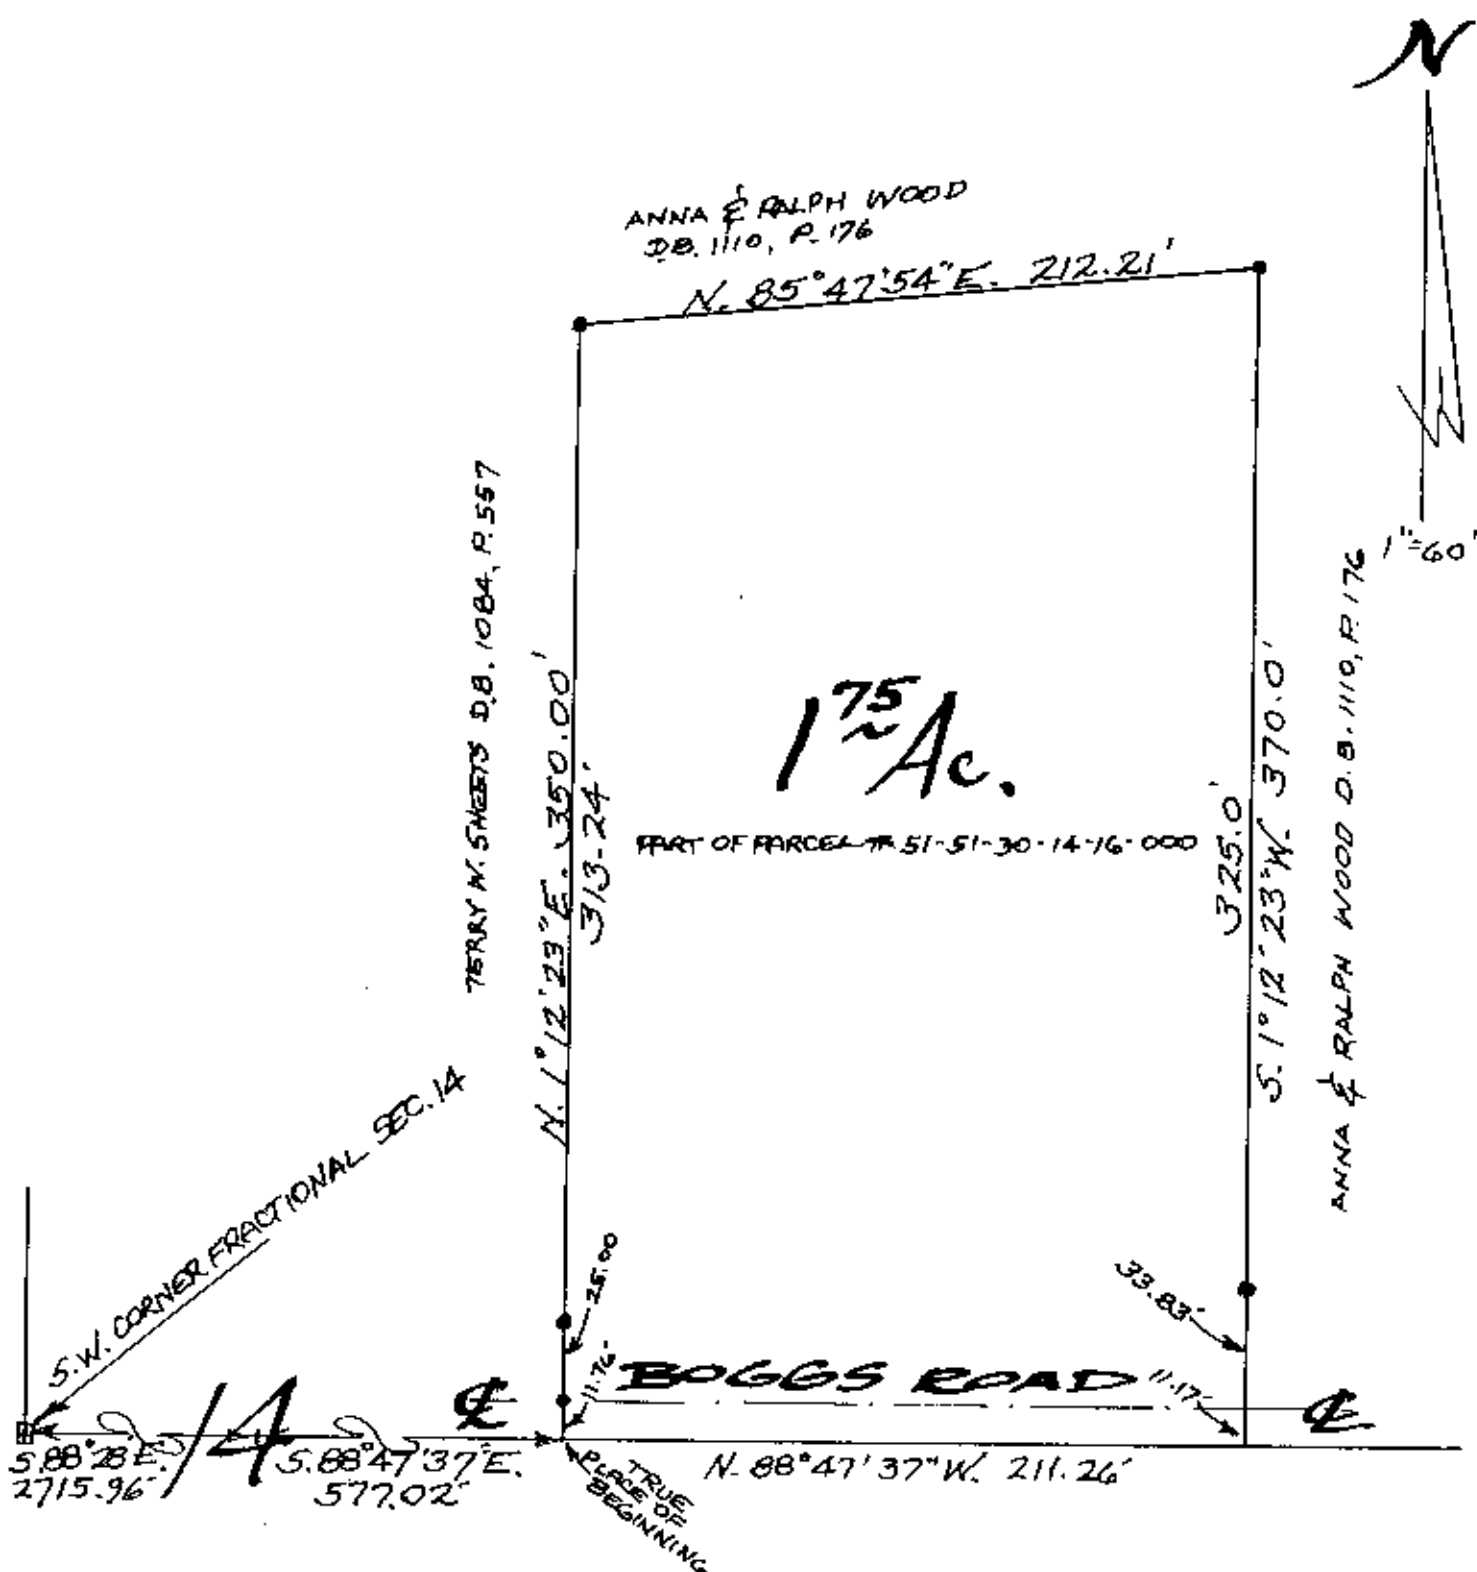 N
ANNA & RALPH WOOD
D.B. 1110, P. 176
N. 85°47'54"E. 212.21'
1"=60'
TERRY W. SHEETS D.B. 1084, P. 557
N. 1°12'23"E. 350.00'
313.24'
1 75 Ac.
PART OF PARCEL # 51-51-30-14-16-000
325.0'
S. 1°12'23"W. 370.0'
ANNA & RALPH WOOD D.B. 1110, P. 176
S.W. CORNER FRACTIONAL SEC. 14
25.00
33.83'
11.76'
℄ BOGGS ROAD ℄
11.17'
14
S. 88°28'E.
2715.96'
S. 88°47'37"E.
577.02'
TRUE
PLACE OF
BEGINNING
N. 88°47'37"W. 211.26'